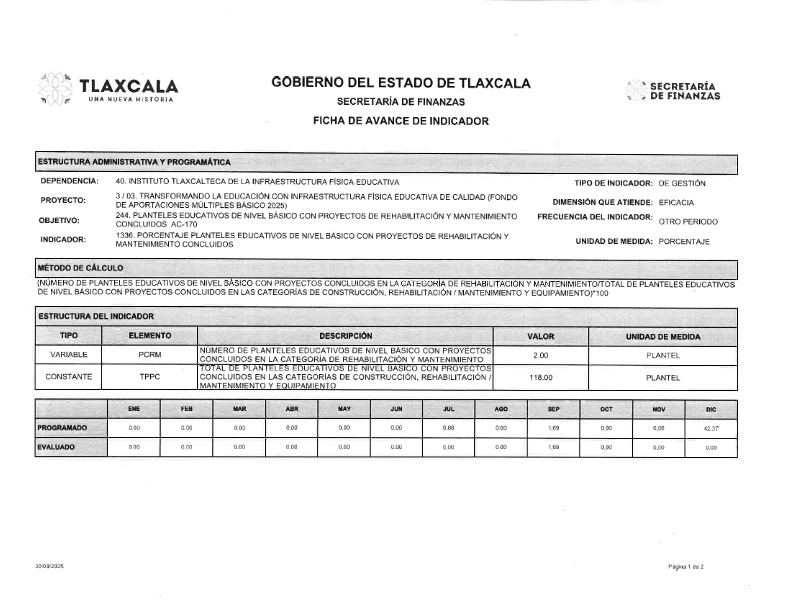 TLAXCALA
UNA NUEVA HISTORIA
GOBIERNO DEL ESTADO DE TLAXCALA
SECRETARÍA DE FINANZAS
FICHA DE AVANCE DE INDICADOR
SECRETARÍA
DE FINANZAS
ESTRUCTURA ADMINISTRATIVA Y PROGRAMÁTICA
DEPENDENCIA: 40. INSTITUTO TLAXCALTECA DE LA INFRAESTRUCTURA FÍSICA EDUCATIVA TIPO DE INDICADOR: DE GESTIÓN
PROYECTO: 3 / 03. TRANSFORMANDO LA EDUCACIÓN CON INFRAESTRUCTURA FÍSICA EDUCATIVA DE CALIDAD (FONDO
DE APORTACIONES MÚLTIPLES BÁSICO 2025) DIMENSIÓN QUE ATIENDE: EFICACIA
OBJETIVO: 244. PLANTELES EDUCATIVOS DE NIVEL BÁSICO CON PROYECTOS DE REHABILITACIÓN Y MANTENIMIENTO
CONCLUIDOS AC-170 FRECUENCIA DEL INDICADOR: OTRO PERIODO
INDICADOR: 1336. PORCENTAJE PLANTELES EDUCATIVOS DE NIVEL BÁSICO CON PROYECTOS DE REHABILITACIÓN Y
MANTENIMIENTO CONCLUIDOS UNIDAD DE MEDIDA: PORCENTAJE
MÉTODO DE CÁLCULO
(NÚMERO DE PLANTELES EDUCATIVOS DE NIVEL BÁSICO CON PROYECTOS CONCLUIDOS EN LA CATEGORÍA DE REHABILITACIÓN Y MANTENIMIENTO/TOTAL DE PLANTELES EDUCATIVOS
DE NIVEL BÁSICO CON PROYECTOS CONCLUIDOS EN LAS CATEGORÍAS DE CONSTRUCCIÓN, REHABILITACIÓN / MANTENIMIENTO Y EQUIPAMIENTO)*100
ESTRUCTURA DEL INDICADOR
TIPO ELEMENTO DESCRIPCIÓN VALOR UNIDAD DE MEDIDA
VARIABLE PCRM NÚMERO DE PLANTELES EDUCATIVOS DE NIVEL BÁSICO CON PROYECTOS
CONCLUIDOS EN LA CATEGORÍA DE REHABILITACIÓN Y MANTENIMIENTO 2.00 PLANTEL
CONSTANTE TPPC TOTAL DE PLANTELES EDUCATIVOS DE NIVEL BÁSICO CON PROYECTOS
CONCLUIDOS EN LAS CATEGORÍAS DE CONSTRUCCIÓN, REHABILITACIÓN /
MANTENIMIENTO Y EQUIPAMIENTO 118.00 PLANTEL
ENE FEB MAR ABR MAY JUN JUL AGO SEP OCT NOV DIC
PROGRAMADO 0.00 0.00 0.00 0.00 0.00 0.00 0.00 0.00 1.69 0.00 0.00 42.37
EVALUADO 0.00 0.00 0.00 0.00 0.00 0.00 0.00 0.00 1.69 0.00 0.00 0.00
30/09/2025
Página 1 de 2